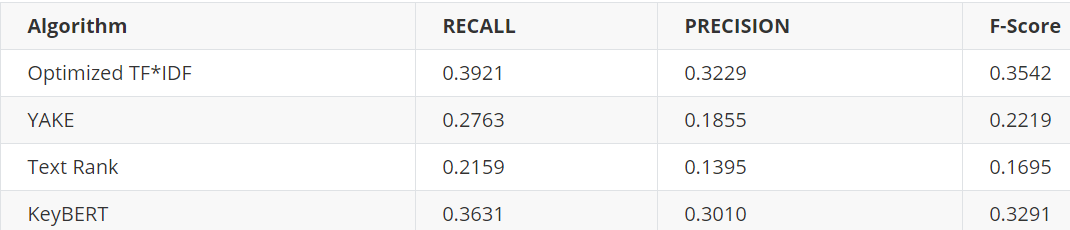 Algorithm RECALL PRECISION F-Score
Optimized TF*IDF 0.3921 0.3229 0.3542
YAKE 0.2763 0.1855 0.2219
Text Rank 0.2159 0.1395 0.1695
KeyBERT 0.3631 0.3010 0.3291